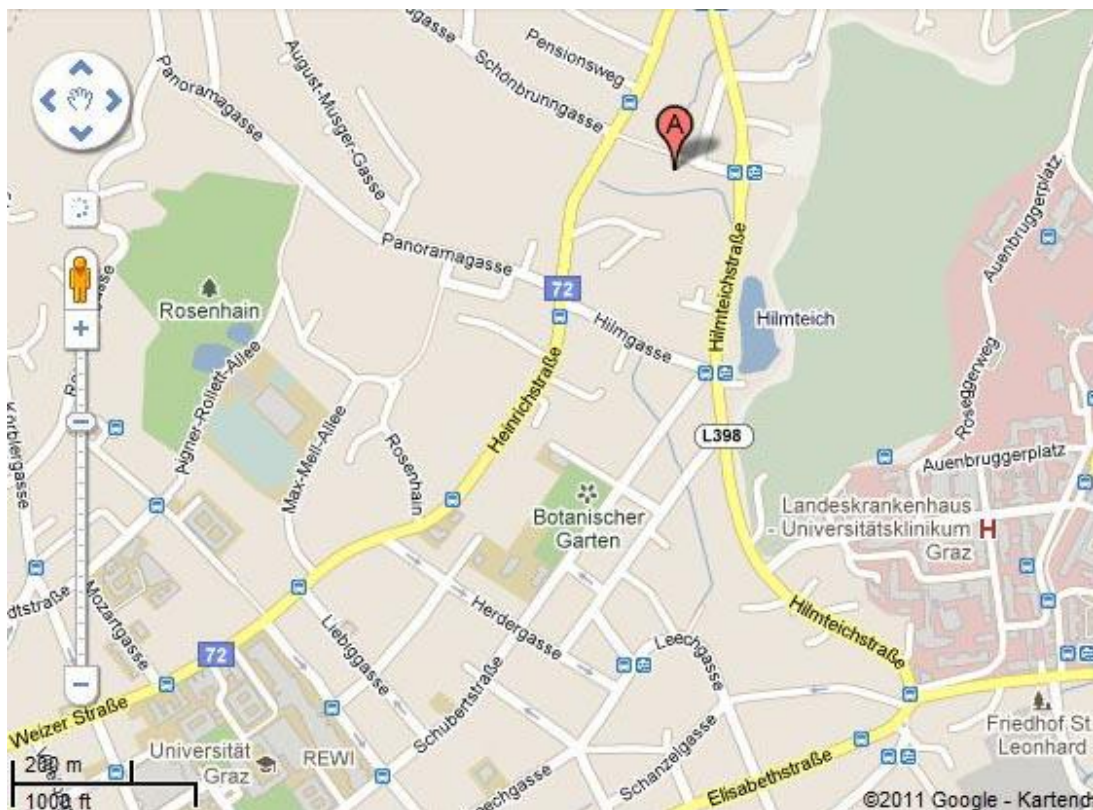 Pensionsweg
Schönbrunngasse
August-Musger-Gasse
Panoramagasse
A
Auenbruggerplatz
Panoramagasse
72
Hilmteichstraße
Rosenhain
Hilmgasse
Hilmteich
Aigner-Rollett-Allee
Heinrichstraße
Roseggerweg
Körblergasse
Max-Mell-Allee
Rosenhain
L398
Auenbruggerplatz
Botanischer
Garten
Landeskrankenhaus
- Universitätsklinikum
Graz
H
Mozartgasse
Liebiggasse
Herdergasse
Leechgasse
Hilmteichstraße
72
Schubertstraße
Weizer Straße
Universität
Graz
REWI
Schanzelgasse
Elisabethstraße
Friedhof St.
Leonhard
200 m
1000 ft
©2011 Google - Kartend